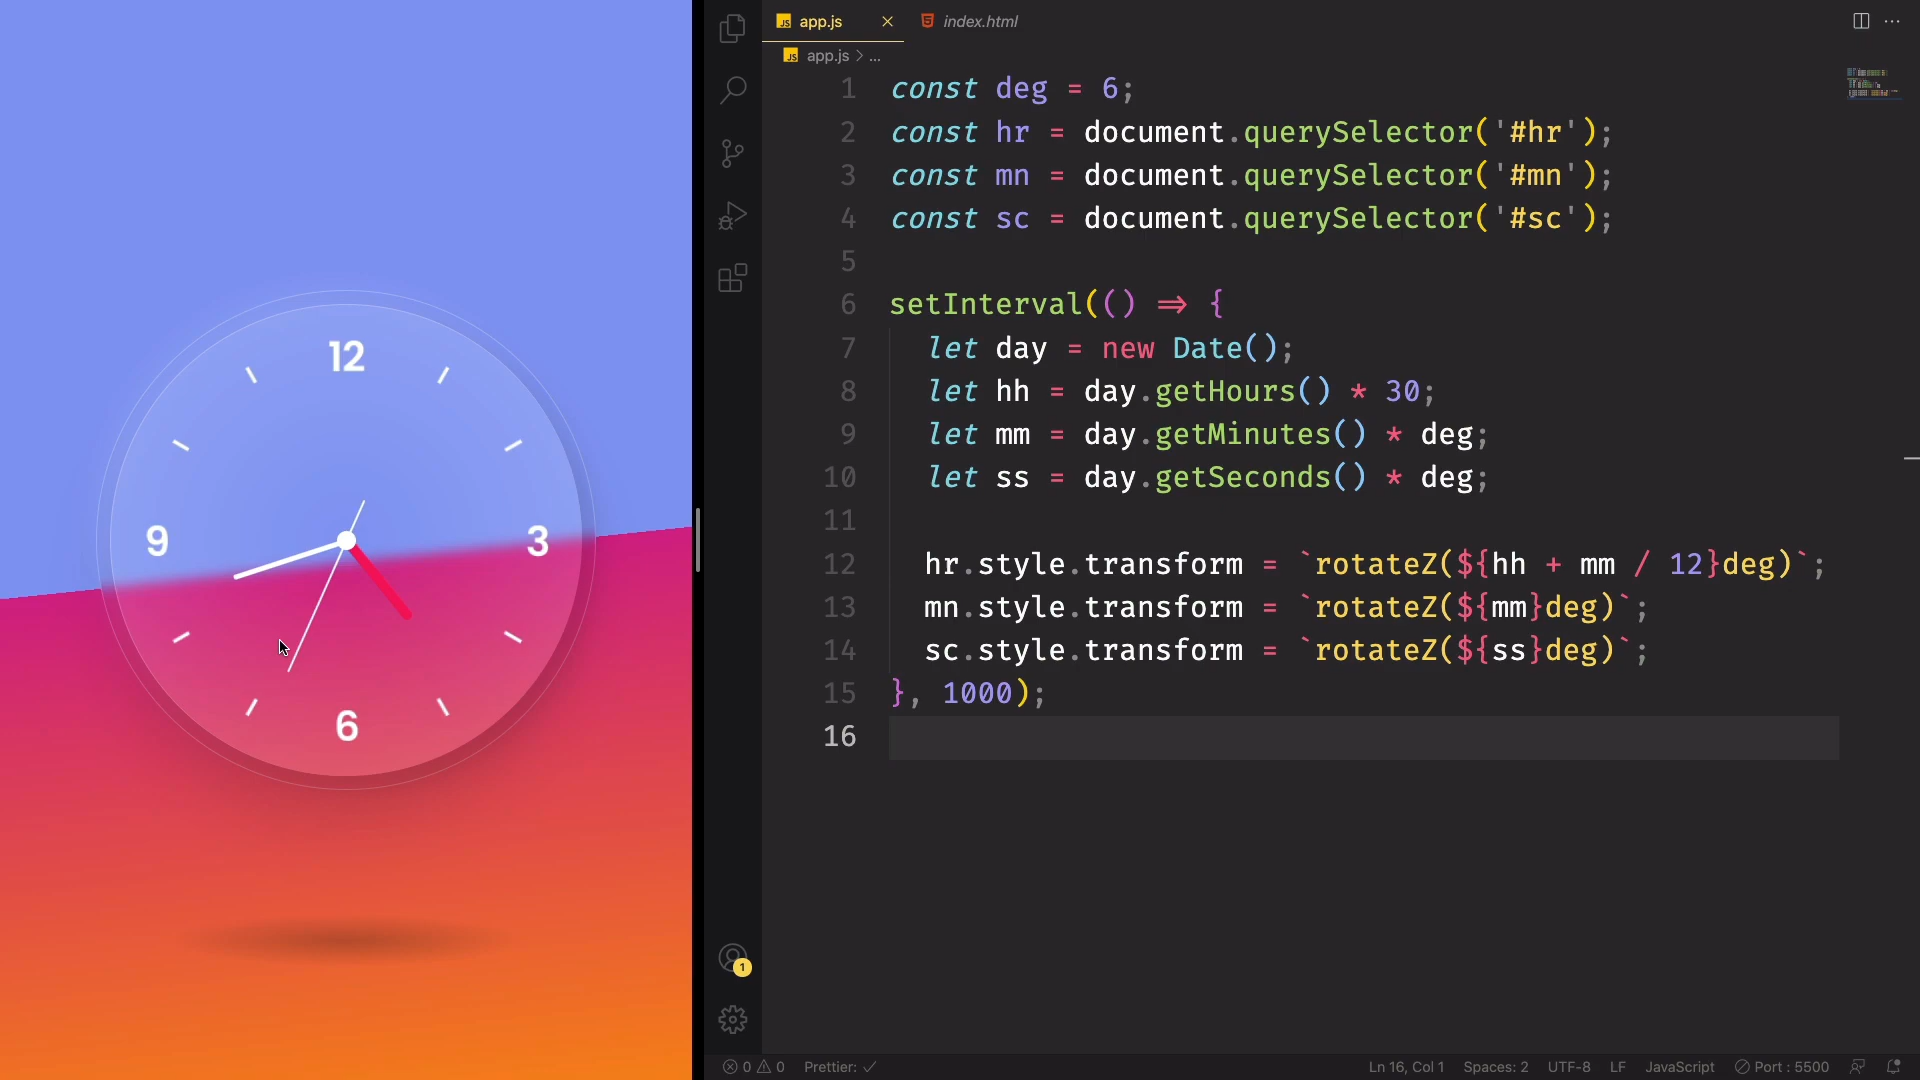 12
9
3
6
JS app.js
index.html
JS app.js > ...
1 const deg = 6;
2 const hr = document.querySelector('#hr');
3 const mn = document.querySelector('#mn');
4 const sc = document.querySelector('#sc');
5
6 setInterval(() => {
7 let day = new Date();
8 let hh = day.getHours() * 30;
9 let mm = day.getMinutes() * deg;
10 let ss = day.getSeconds() * deg;
11
12 hr.style.transform = `rotateZ(${hh + mm / 12}deg)`;
13 mn.style.transform = `rotateZ(${mm}deg)`;
14 sc.style.transform = `rotateZ(${ss}deg)`;
15 }, 1000);
16
1
0 0 Prettier: ✓ Ln 16, Col 1 Spaces: 2 UTF-8 LF JavaScript Port : 5500